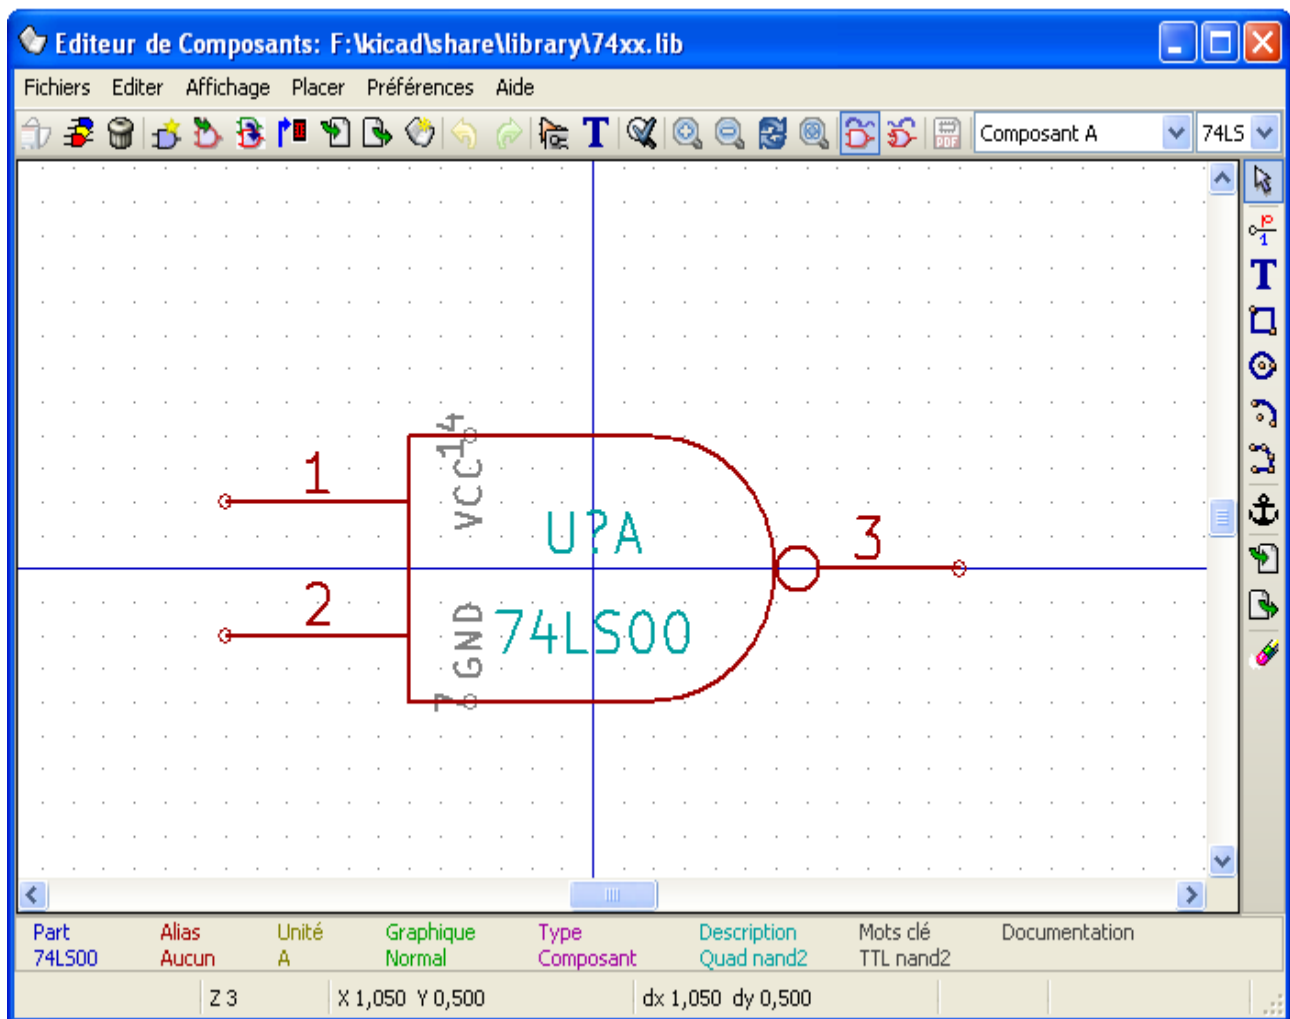 Editeur de Composants: F:\kicad\share\library\74xx.lib
Fichiers Editer Affichage Placer Préférences Aide
T PDF Composant A 74LS
p
1
T
14
VCC
1
U?A
3
2
GND
74LS00
7
Part Alias Unité Graphique Type Description Mots clé Documentation
74LS00 Aucun A Normal Composant Quad nand2 TTL nand2
Z 3 X 1,050 Y 0,500 dx 1,050 dy 0,500